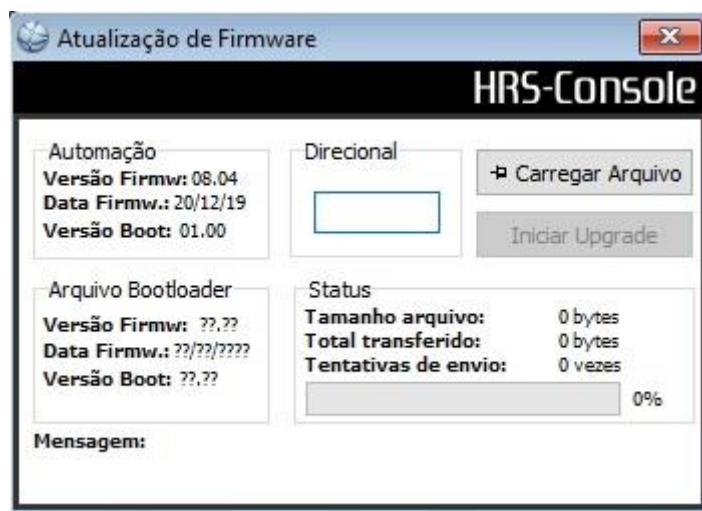 Atualização de Firmware
HRS-Console
Automação
Versão Firmw: 08.04
Data Firmw.: 20/12/19
Versão Boot: 01.00
Direcional
Carregar Arquivo
Iniciar Upgrade
Arquivo Bootloader
Versão Firmw: ??.??
Data Firmw.: ??/??/????
Versão Boot: ??.??
Status
Tamanho arquivo: 0 bytes
Total transferido: 0 bytes
Tentativas de envio: 0 vezes
0%
Mensagem: